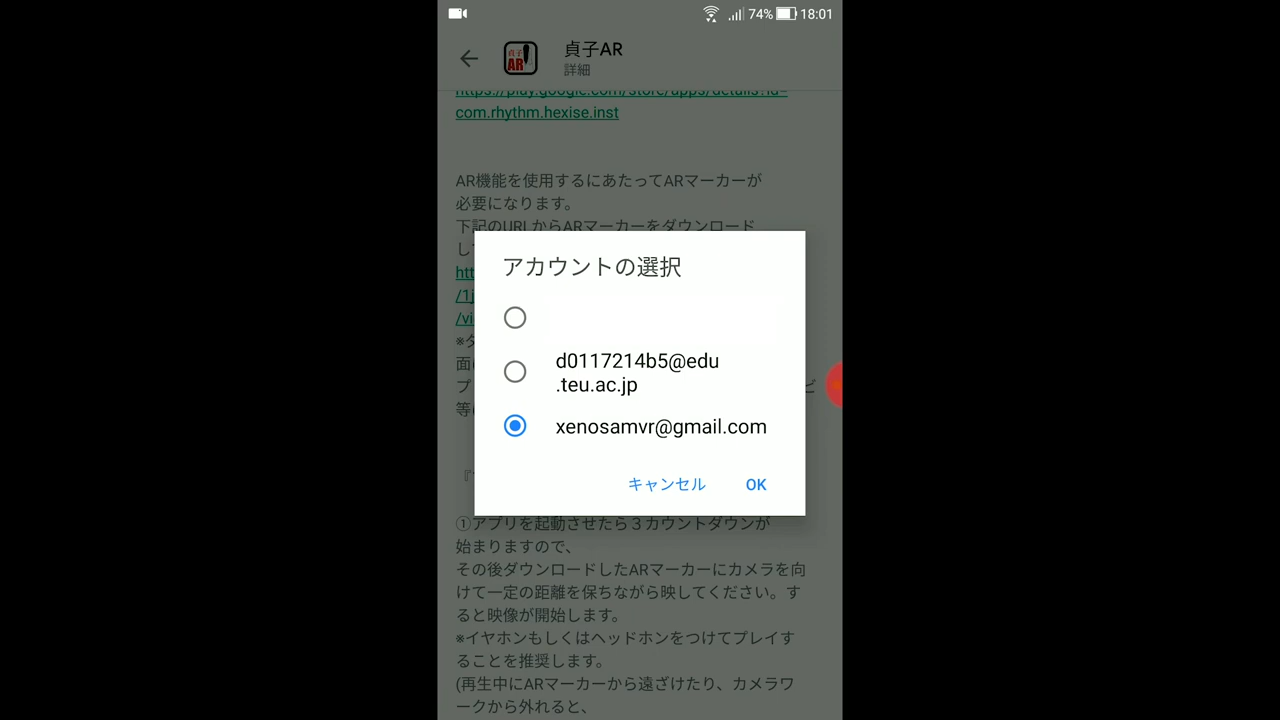 74% 18:01
貞子AR
詳細
貞子
AR
https://play.google.com/store/apps/details?id=
com.rhythm.hexise.inst
AR機能を使用するにあたってARマーカーが
必要になります。
下記のURLからARマーカーをダウンロード
し
htt
/1j
/vi
面
プ
ど
等
アカウントの選択
d0117214b5@edu
.teu.ac.jp
xenosamvr@gmail.com
キャンセル OK
①アプリを起動させたら３カウントダウンが
始まりますので、
その後ダウンロードしたARマーカーにカメラを向
けて一定の距離を保ちながら映してください。す
ると映像が開始します。
※イヤホンもしくはヘッドホンをつけてプレイす
ることを推奨します。
(再生中にARマーカーから遠ざけたり、カメラワ
ークから外れると、